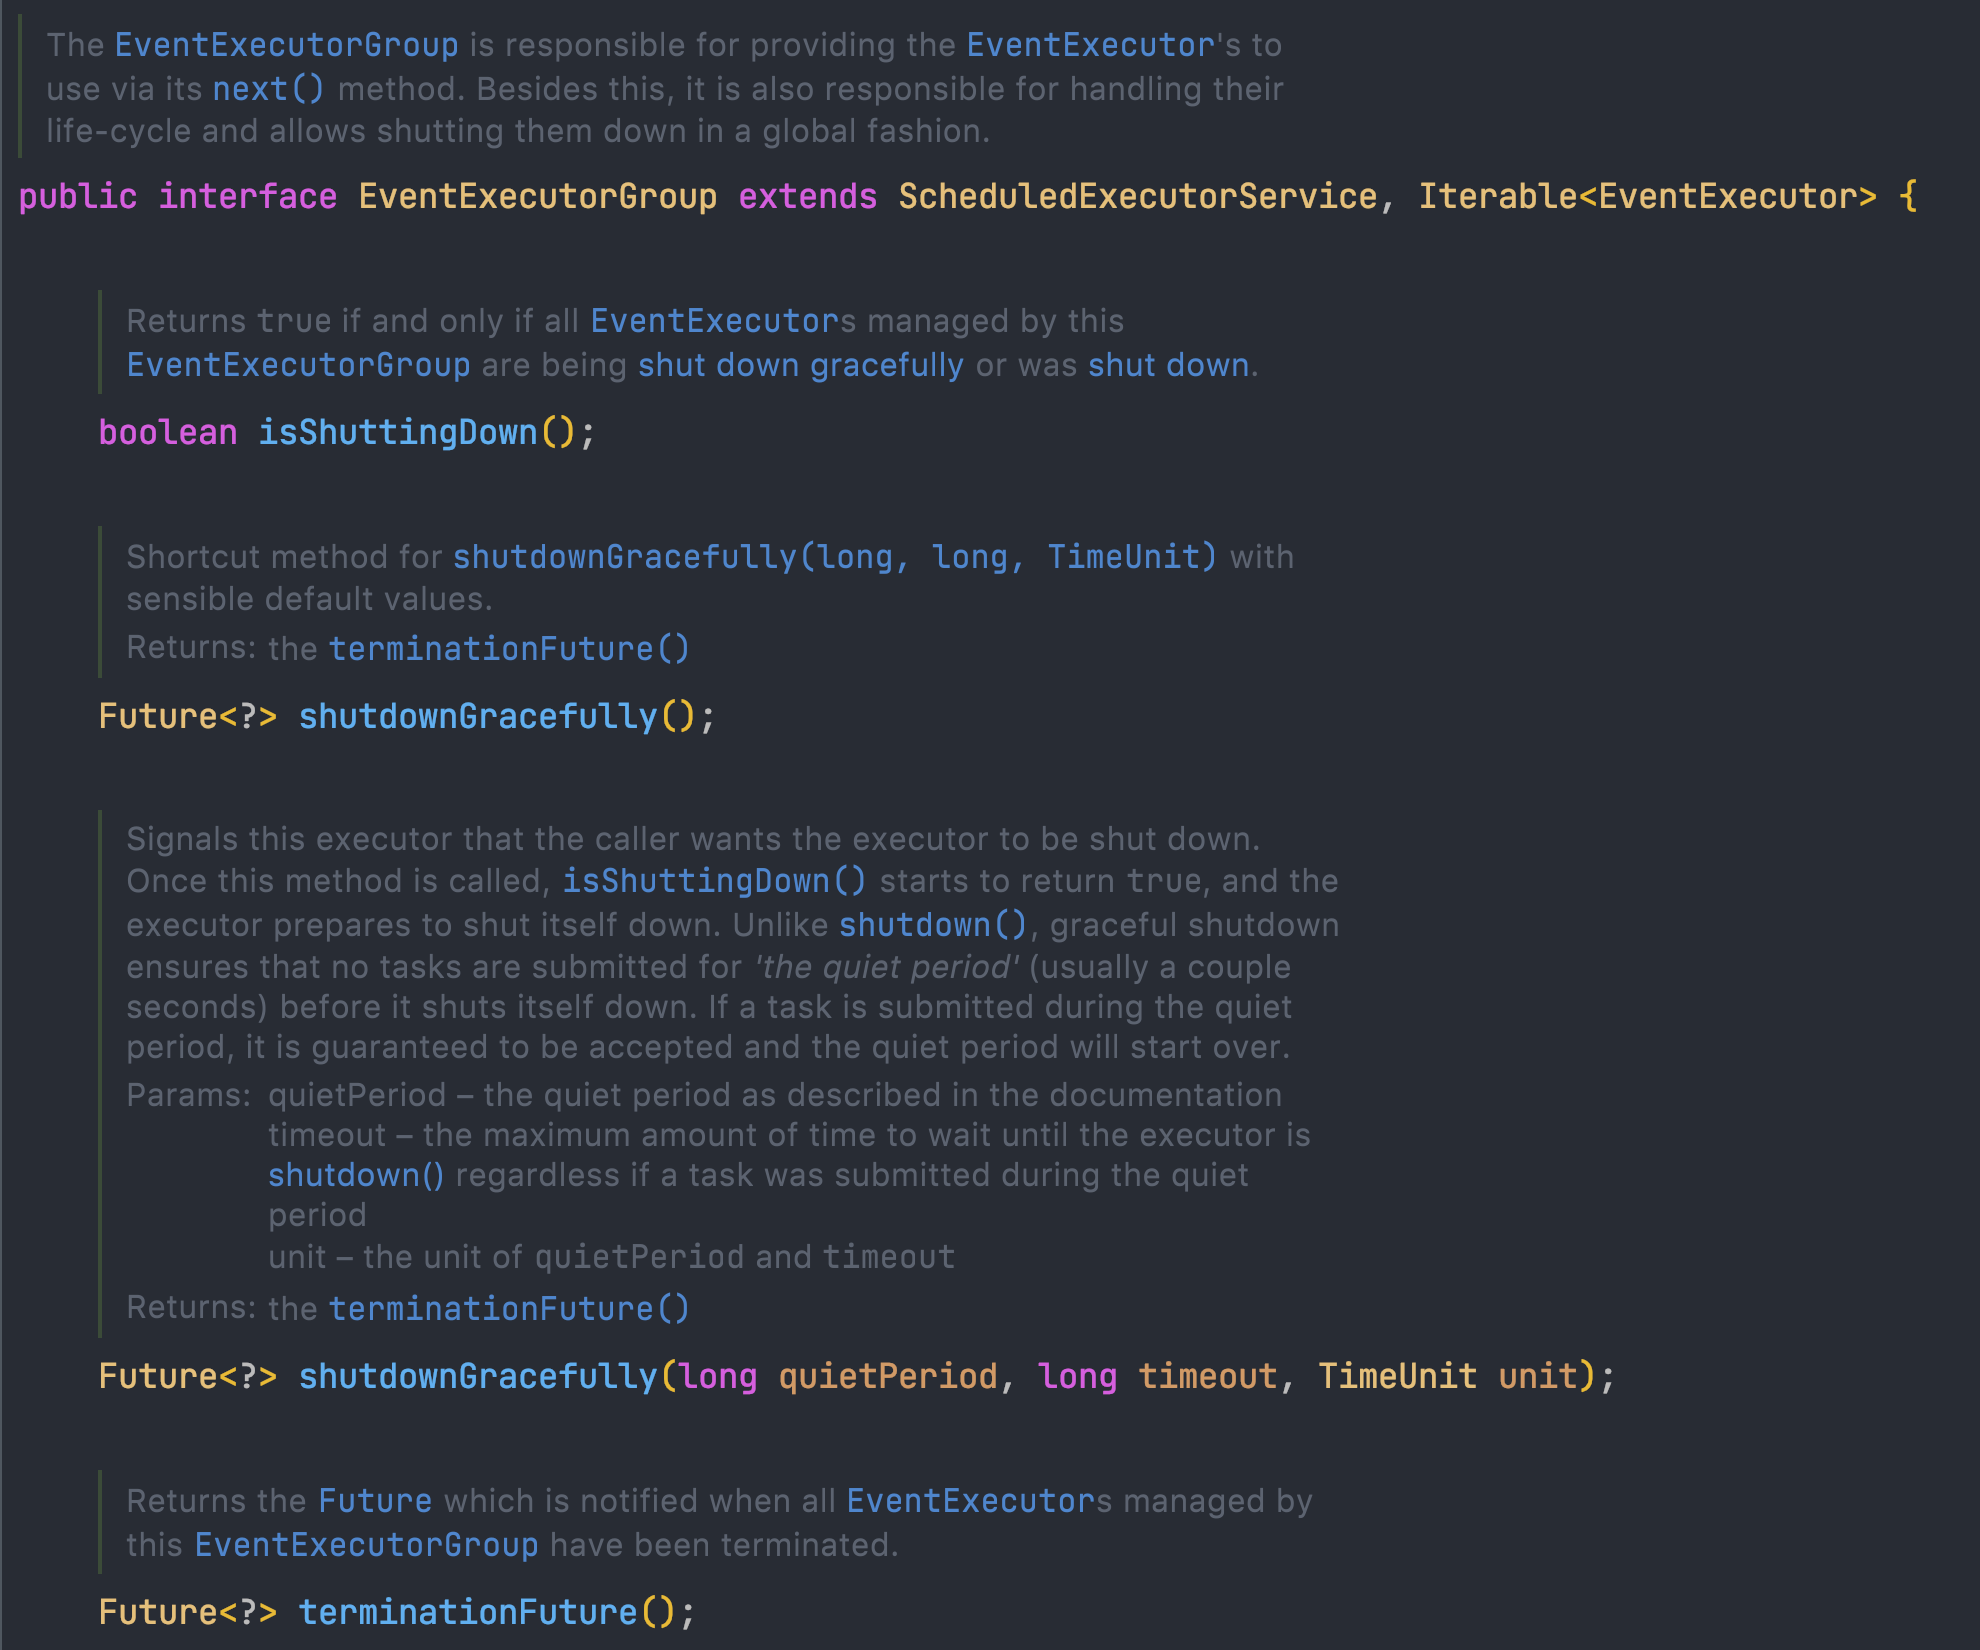 The EventExecutorGroup is responsible for providing the EventExecutor's to
use via its next() method. Besides this, it is also responsible for handling their
life-cycle and allows shutting them down in a global fashion.
public interface EventExecutorGroup extends ScheduledExecutorService, Iterable<EventExecutor> {
Returns true if and only if all EventExecutors managed by this
EventExecutorGroup are being shut down gracefully or was shut down.
boolean isShuttingDown();
Shortcut method for shutdownGracefully(long, long, TimeUnit) with
sensible default values.
Returns: the terminationFuture()
Future<?> shutdownGracefully();
Signals this executor that the caller wants the executor to be shut down.
Once this method is called, isShuttingDown() starts to return true, and the
executor prepares to shut itself down. Unlike shutdown(), graceful shutdown
ensures that no tasks are submitted for 'the quiet period' (usually a couple
seconds) before it shuts itself down. If a task is submitted during the quiet
period, it is guaranteed to be accepted and the quiet period will start over.
Params: quietPeriod – the quiet period as described in the documentation
timeout – the maximum amount of time to wait until the executor is
shutdown() regardless if a task was submitted during the quiet
period
unit – the unit of quietPeriod and timeout
Returns: the terminationFuture()
Future<?> shutdownGracefully(long quietPeriod, long timeout, TimeUnit unit);
Returns the Future which is notified when all EventExecutors managed by
this EventExecutorGroup have been terminated.
Future<?> terminationFuture();